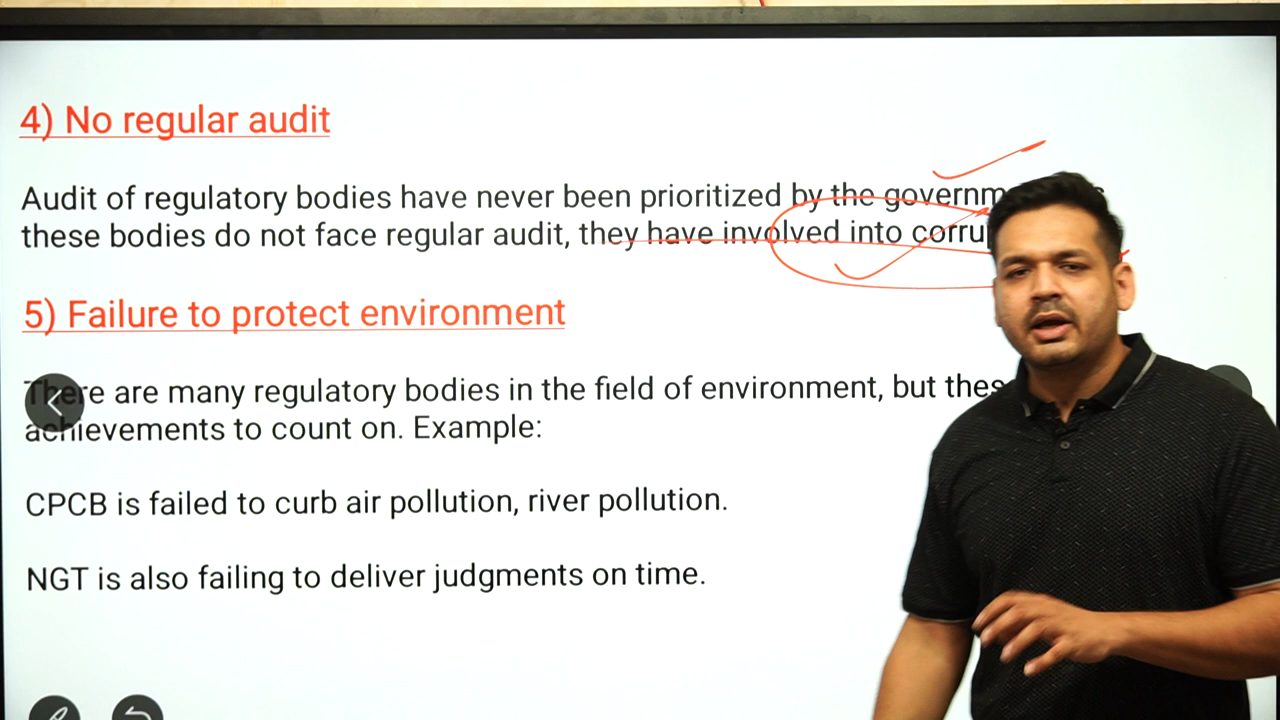 4) No regular audit
Audit of regulatory bodies have never been prioritized by the
these bodies do not face regular audit, they have involved into
5) Failure to protect environment
There are many regulatory bodies in the field of environment, but
achievements to count on. Example:
CPCB is failed to curb air pollution, river pollution.
NGT is also failing to deliver judgments on time.